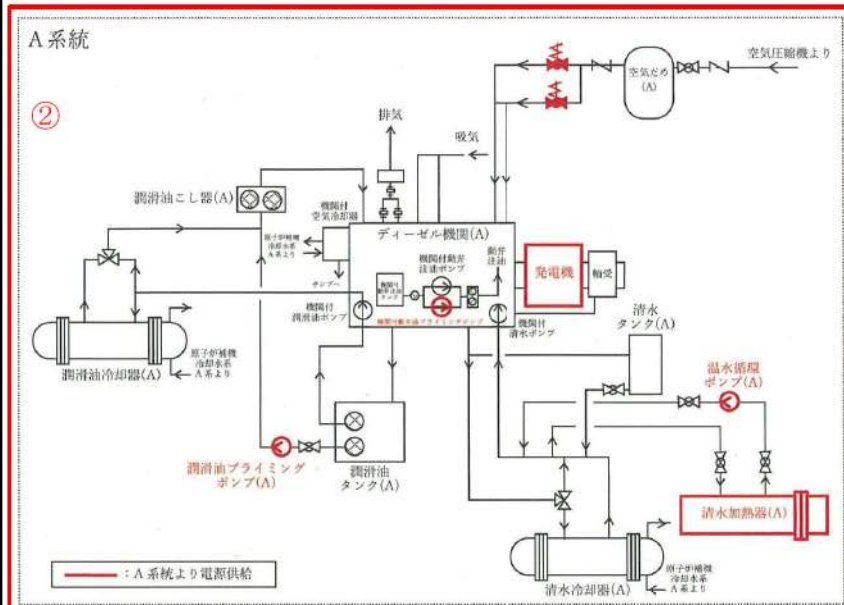 A系統
②
空気圧縮機より
空気だめ
(A)
排気
吸気
潤滑油こし器(A)
機関付
空気冷却器
原子炉補機
冷却水系
A系より
ドレンへ
ディーゼル機関(A)
機関付動弁
注油ポンプ
動弁
注油
発電機
軸受
機関付
潤滑油ポンプ
機関付
清水ポンプ
清水
タンク(A)
温水循環
ポンプ(A)
原子炉補機
冷却水系
A系より
潤滑油冷却器(A)
潤滑油プライミング
ポンプ(A)
潤滑油
タンク(A)
清水加熱器(A)
清水冷却器(A)
原子炉補機
冷却水系
A系より
:A系統より電源供給